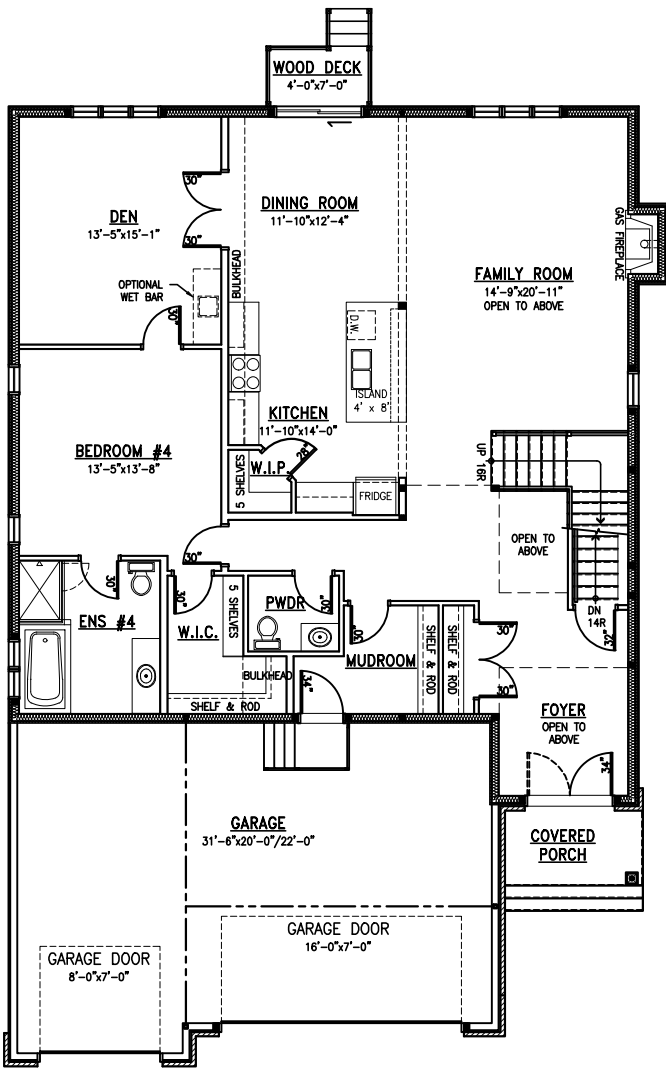 WOOD DECK
4'-0"x7'-0"
DEN
13'-5"x15'-1"
30"
30"
OPTIONAL
WET BAR
30"
BULKHEAD
DINING ROOM
11'-10"x12'-4"
FAMILY ROOM
14'-9"x20'-11"
OPEN TO ABOVE
GAS FIREPLACE
D.W.
ISLAND
4' x 8'
KITCHEN
11'-10"x14'-0"
BEDROOM #4
13'-5"x13'-8"
28"
W.I.P.
5 SHELVES
FRIDGE
UP
16R
OPEN TO
ABOVE
DN
14R
32"
30"
30"
ENS #4
30"
W.I.C.
5 SHELVES
PWDR
30"
30"
MUDROOM
SHELF & ROD
SHELF & ROD
30"
30"
BULKHEAD
SHELF & ROD
34"
FOYER
OPEN TO
ABOVE
34"
GARAGE
31'-6"x20'-0"/22'-0"
COVERED
PORCH
GARAGE DOOR
16'-0"x7'-0"
GARAGE DOOR
8'-0"x7'-0"